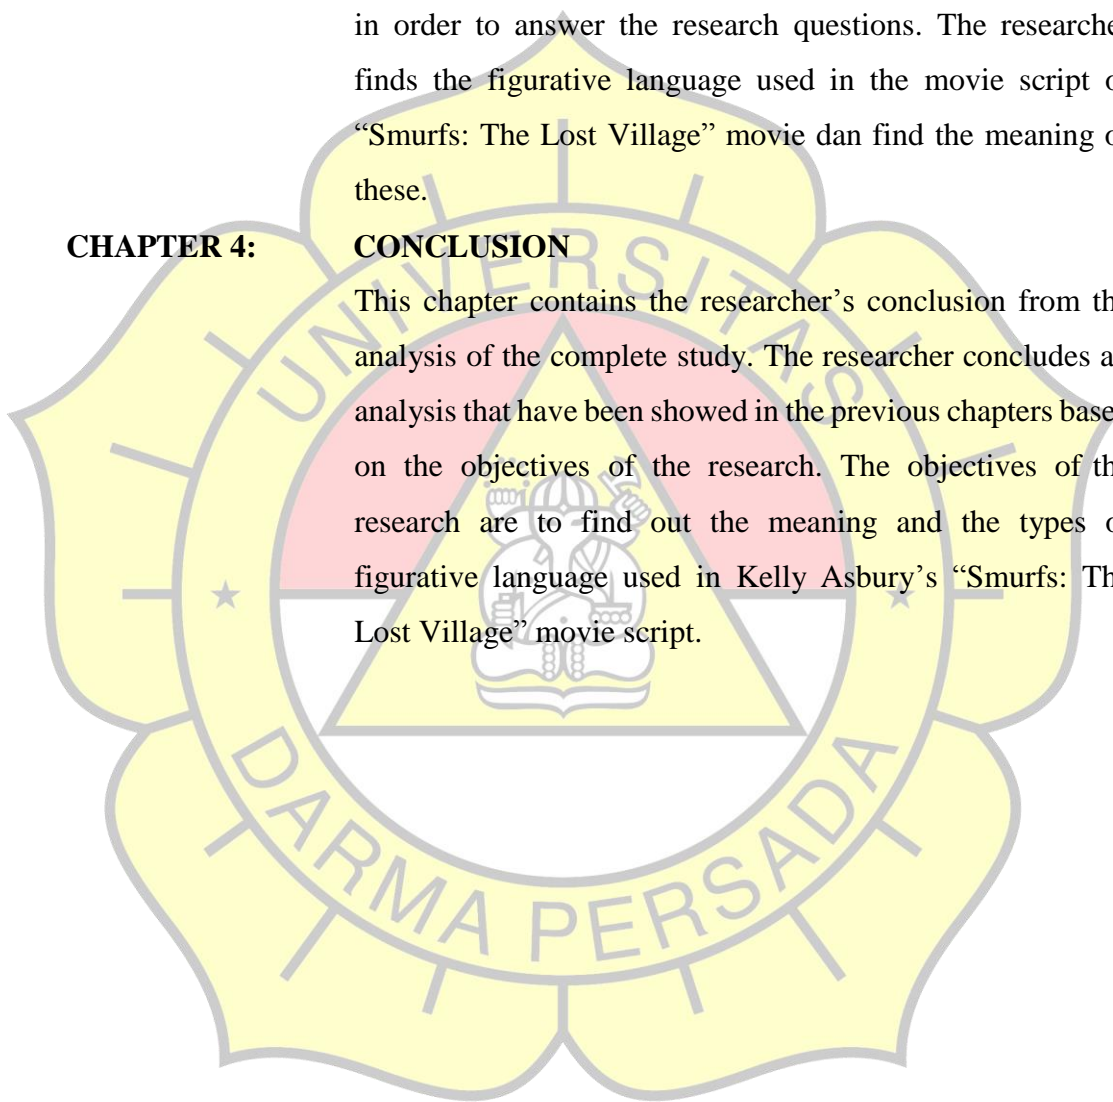 in order to answer the research questions. The researche
finds the figurative language used in the movie script o
“Smurfs: The Lost Village” movie dan find the meaning o
these.
CHAPTER 4: CONCLUSION
This chapter contains the researcher’s conclusion from th
analysis of the complete study. The researcher concludes a
analysis that have been showed in the previous chapters base
on the objectives of the research. The objectives of th
research are to find out the meaning and the types o
figurative language used in Kelly Asbury’s “Smurfs: Th
Lost Village” movie script.
UNIVERSITAS
DARMA PERSADA